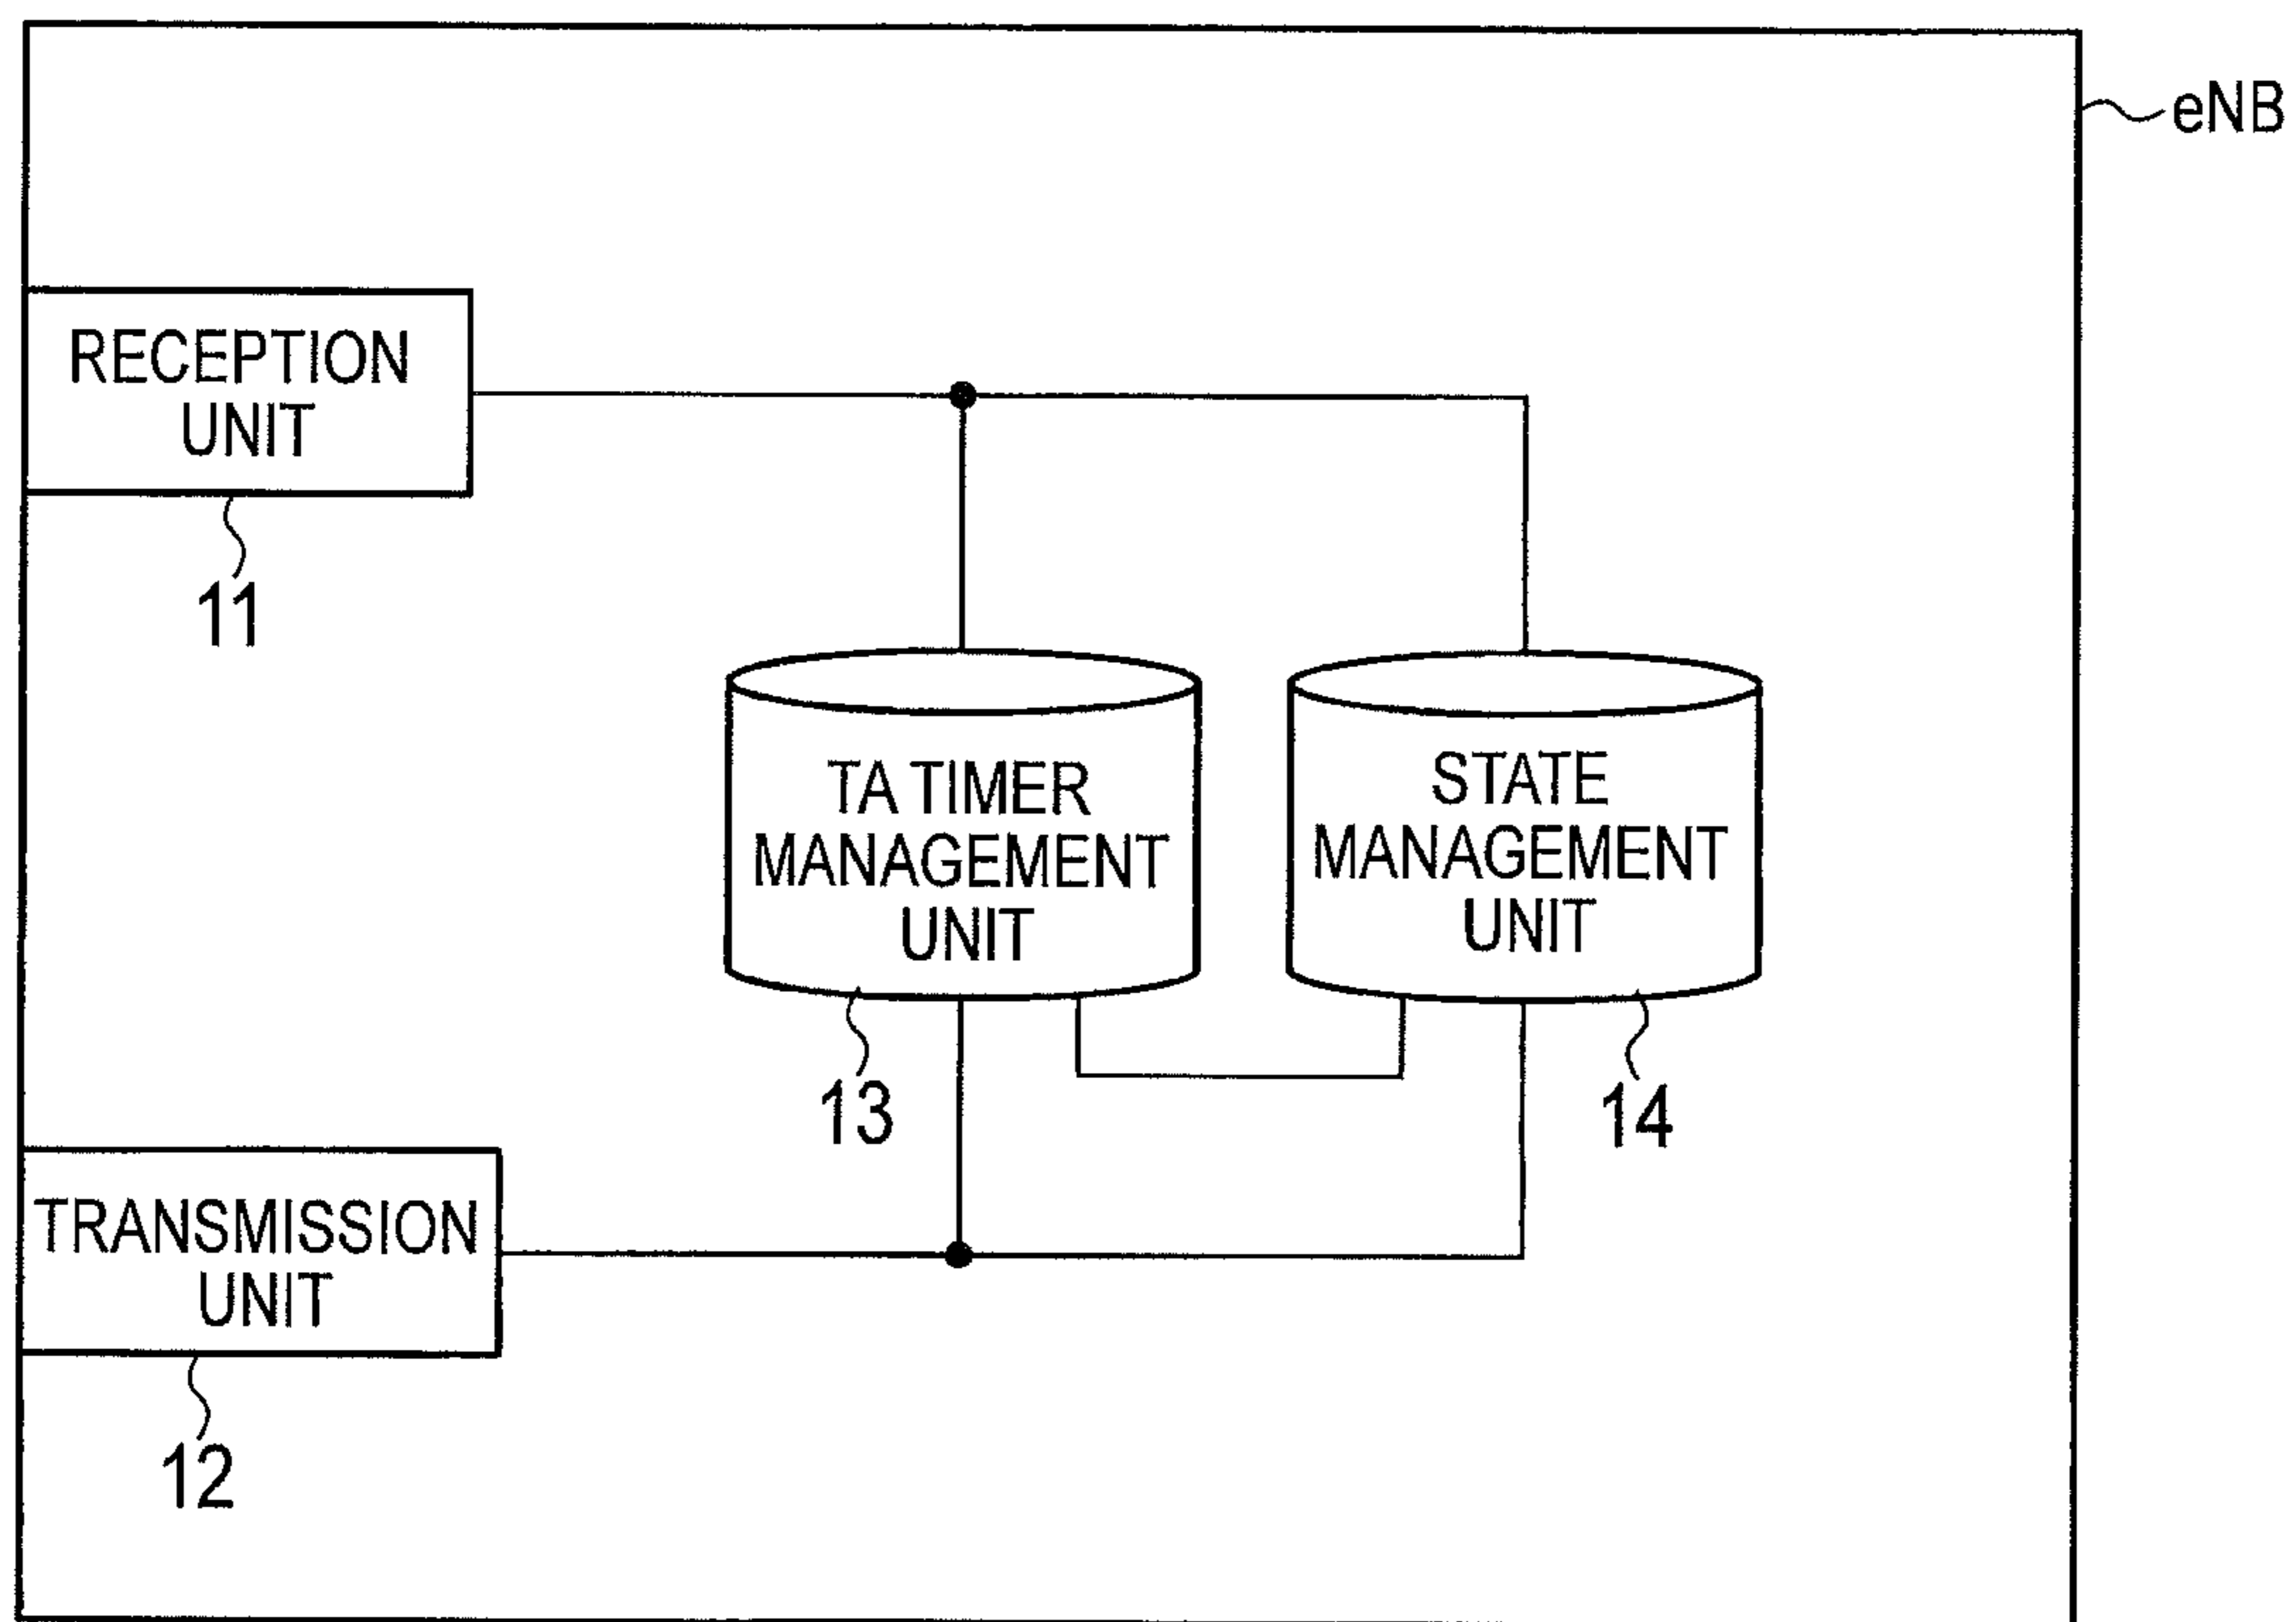 eNB
RECEPTION
UNIT
11
TA TIMER
MANAGEMENT
UNIT
13
STATE
MANAGEMENT
UNIT
14
TRANSMISSION
UNIT
12